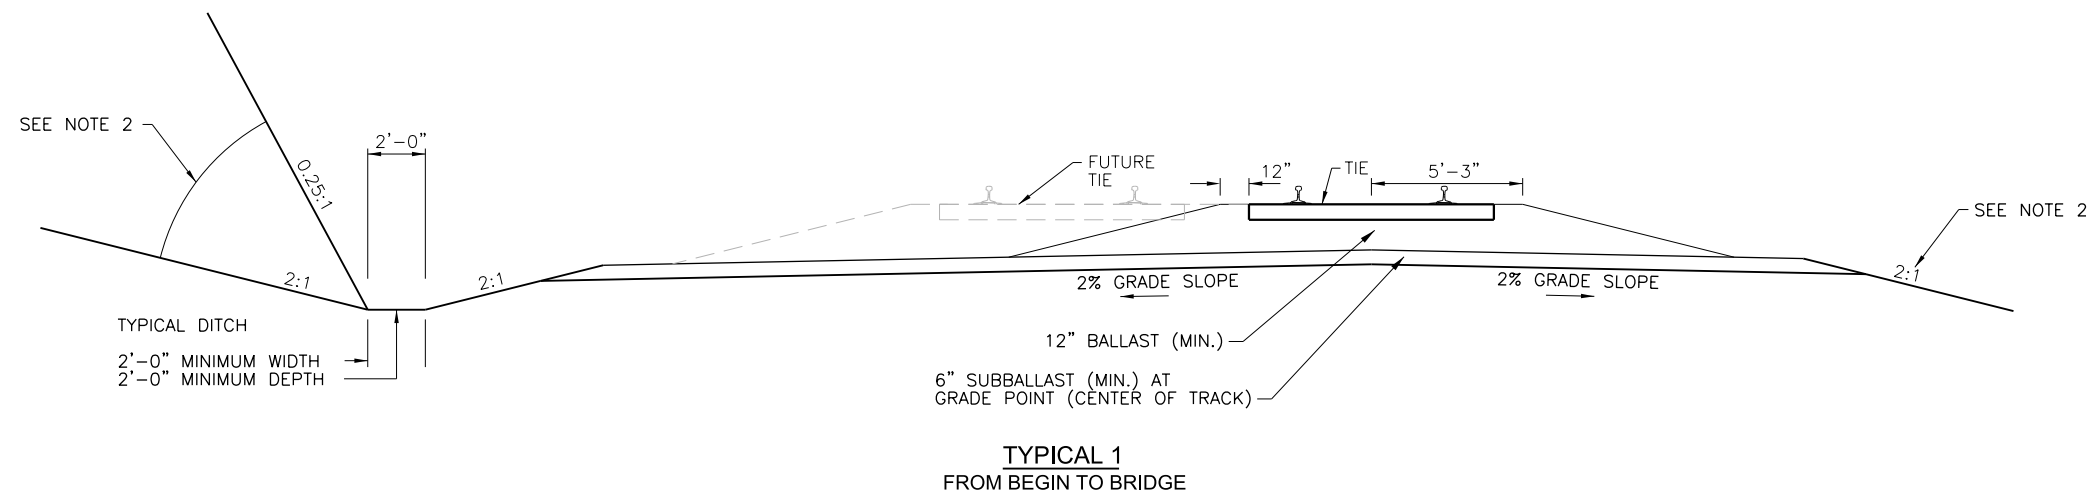 SEE NOTE 2
0.25:1
2'-0"
FUTURE
TIE
12"
TIE
5'-3"
SEE NOTE 2
2:1
2:1
2:1
2% GRADE SLOPE
2% GRADE SLOPE
TYPICAL DITCH
2'-0" MINIMUM WIDTH
2'-0" MINIMUM DEPTH
12" BALLAST (MIN.)
6" SUBBALLAST (MIN.) AT
GRADE POINT (CENTER OF TRACK)
TYPICAL 1
FROM BEGIN TO BRIDGE